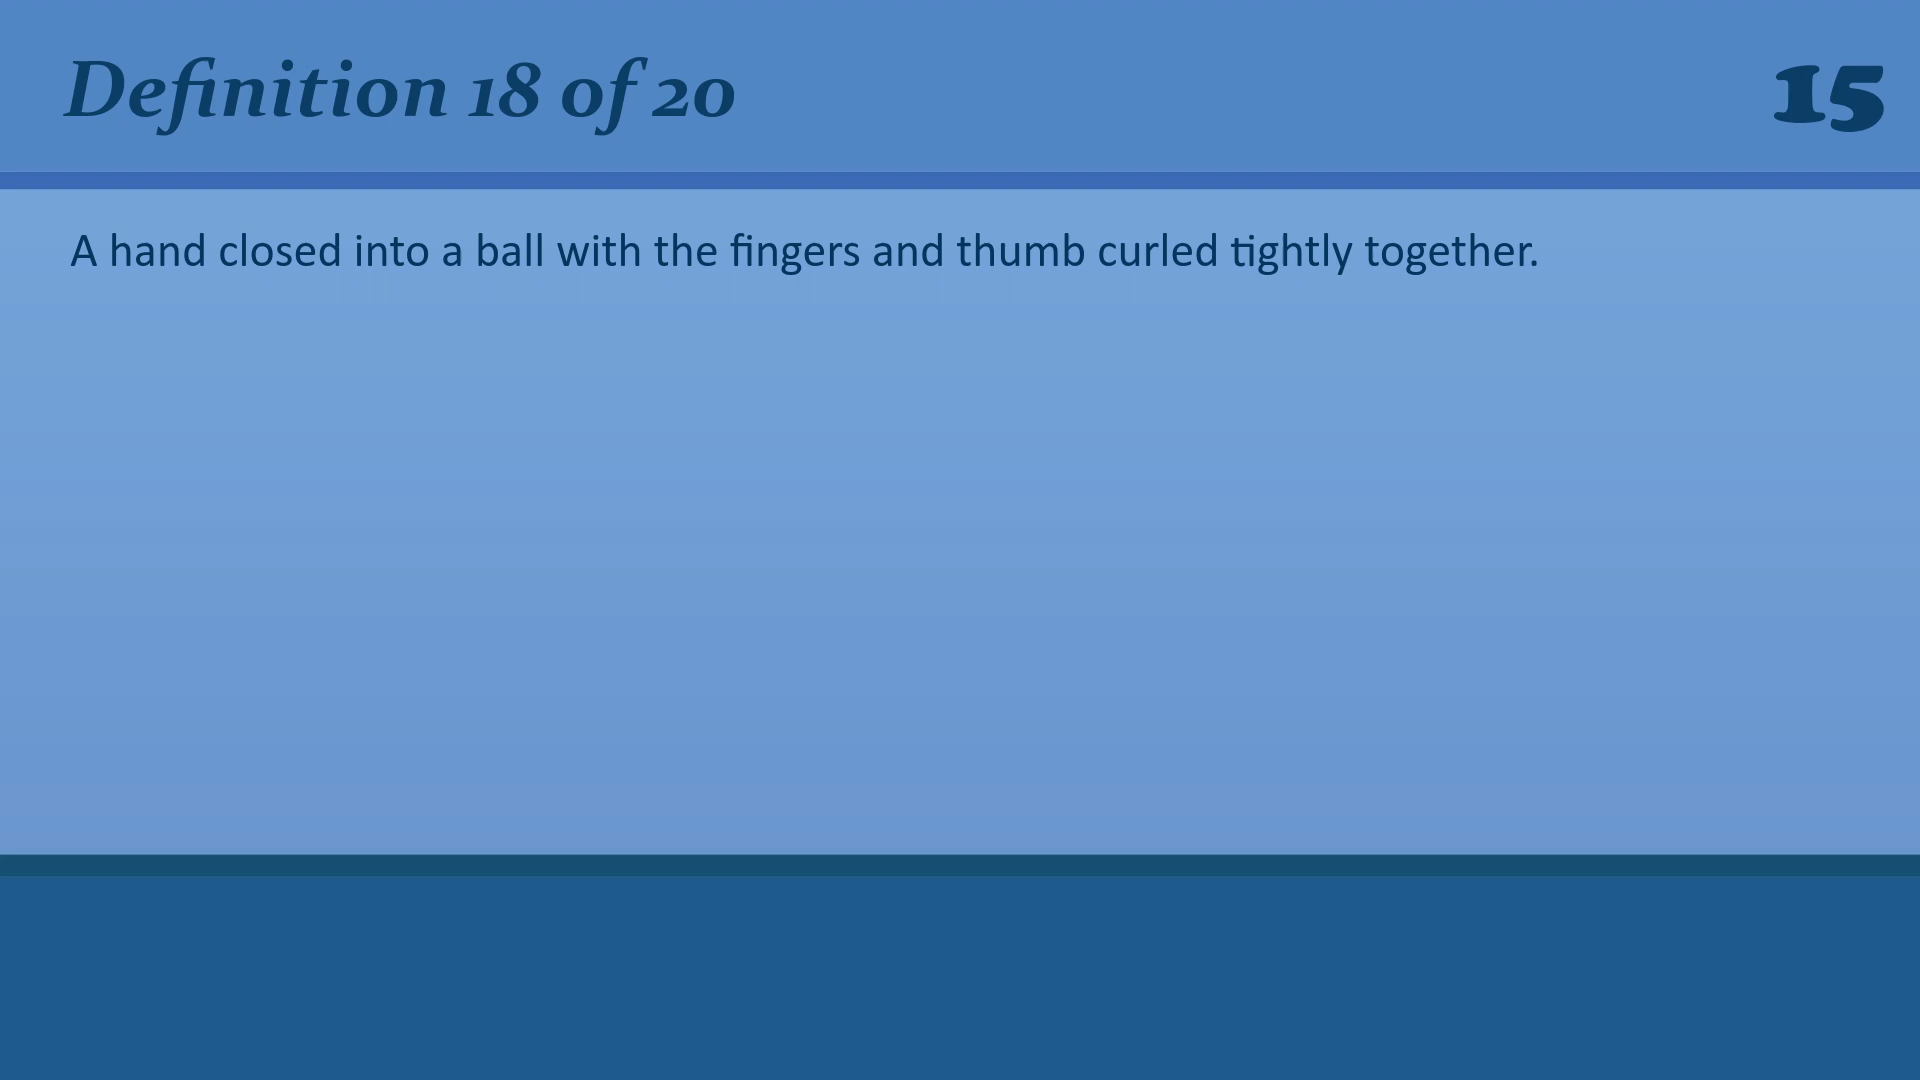 Definition 18 of 20
15
A hand closed into a ball with the fingers and thumb curled tightly together.